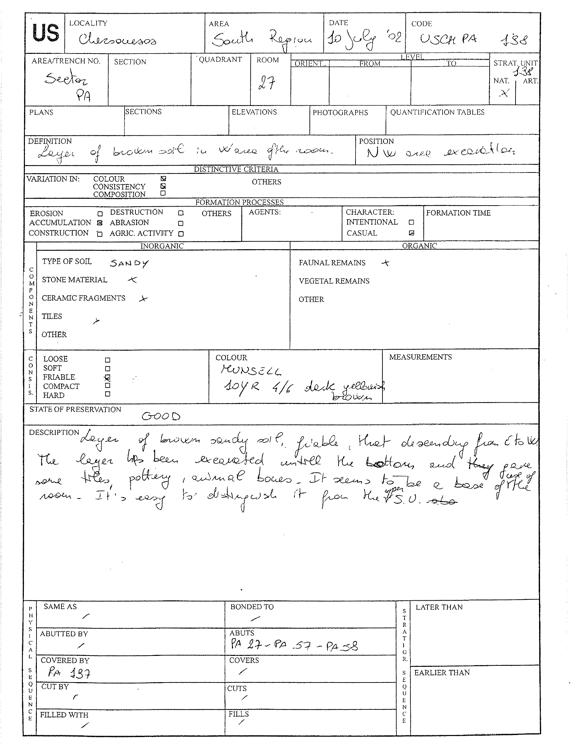 US LOCALITY AREA DATE CODE
Chersonesos South Region 10 July '02 USCH PA 138
AREA/TRENCH NO. SECTION QUADRANT ROOM LEVEL STRAT. UNIT
ORIENT. FROM TO 138
Sector PA 27 NAT. ART.
X
PLANS SECTIONS ELEVATIONS PHOTOGRAPHS QUANTIFICATION TABLES
DEFINITION POSITION
Layer of brown soil in W area of the room. NW area excavation
DISTINCTIVE CRITERIA
VARIATION IN: COLOUR ☒ OTHERS
CONSISTENCY ☒
COMPOSITION ☐
FORMATION PROCESSES
EROSION ☐ DESTRUCTION ☐ OTHERS AGENTS: CHARACTER: FORMATION TIME
ACCUMULATION ☒ ABRASION ☐ INTENTIONAL ☐
CONSTRUCTION ☐ AGRIC. ACTIVITY ☐ CASUAL ☒
INORGANIC ORGANIC
COMPONENTS
TYPE OF SOIL SANDY FAUNAL REMAINS X
STONE MATERIAL X VEGETAL REMAINS
CERAMIC FRAGMENTS X OTHER
TILES X
OTHER
CONSIS.
LOOSE ☐ COLOUR MEASUREMENTS
SOFT ☐ MUNSELL
FRIABLE ☒ 10YR 4/6 dark yellowish
COMPACT ☐ brown
HARD ☐
STATE OF PRESERVATION GOOD
DESCRIPTION Layer of brown sandy soil, friable, that descending from E to W
The layer has been excavated untill the bottom and they gave
some tiles, pottery, animal bones. It seems to be a base of the
room. It's easy to distinguish it from the upper S.U.
PHYSICAL SEQUENCE
SAME AS / BONDED TO / STRATIGR. SEQUENCE LATER THAN
ABUTTED BY / ABUTS PA 27 - PA 57 - PA 58
COVERED BY PA 137 COVERS / EARLIER THAN
CUT BY / CUTS /
FILLED WITH / FILLS /